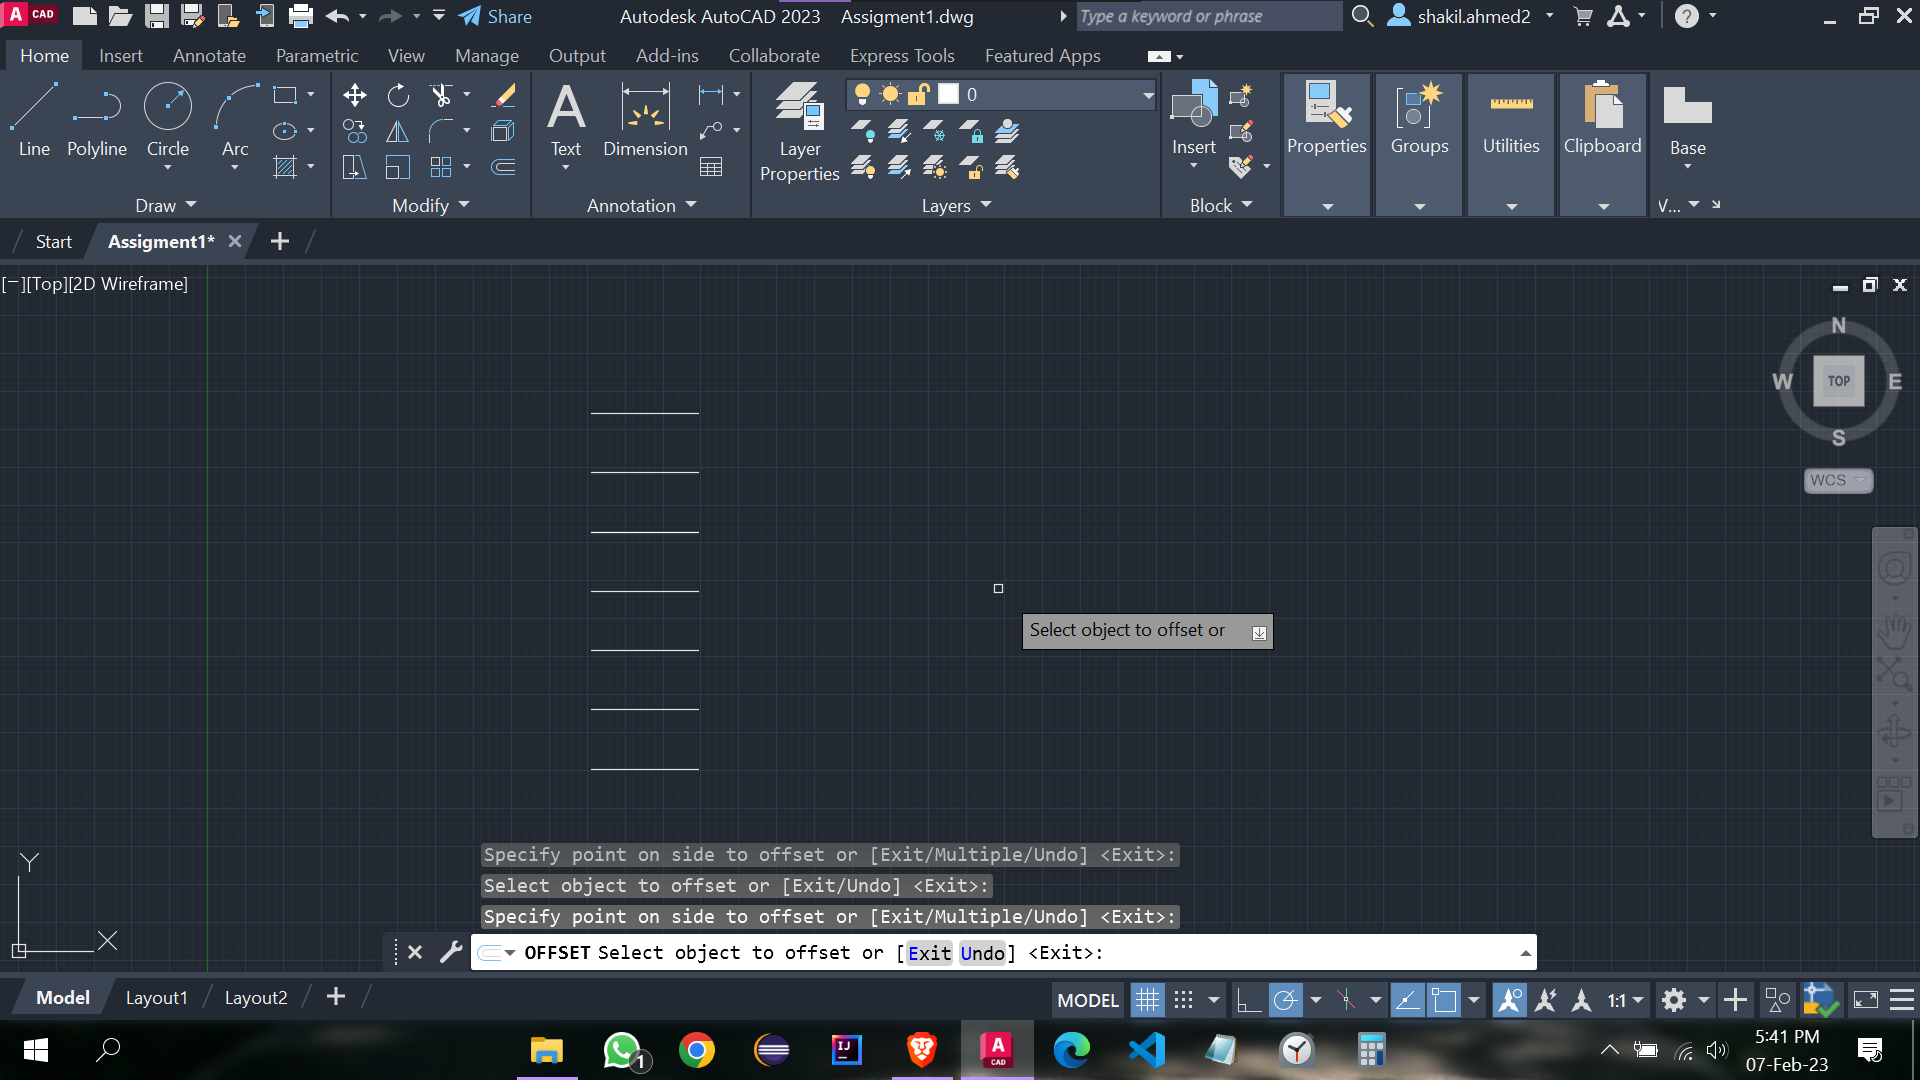 A CAD
Share
Autodesk AutoCAD 2023 Assigment1.dwg
Type a keyword or phrase
shakil.ahmed2
?
Home Insert Annotate Parametric View Manage Output Add-ins Collaborate Express Tools Featured Apps
0
Line Polyline Circle Arc
A
Text Dimension
Layer
Properties
Insert Properties Groups Utilities Clipboard Base
Draw Modify Annotation Layers Block V...
Start Assigment1*
[−][Top][2D Wireframe]
N
W TOP E
S
WCS
Select object to offset or
Specify point on side to offset or [Exit/Multiple/Undo] <Exit>:
Select object to offset or [Exit/Undo] <Exit>:
Specify point on side to offset or [Exit/Multiple/Undo] <Exit>:
Y
X
OFFSET Select object to offset or [Exit Undo] <Exit>:
Model Layout1 Layout2
MODEL 1:1
1
IJ
A
CAD
5:41 PM
07-Feb-23